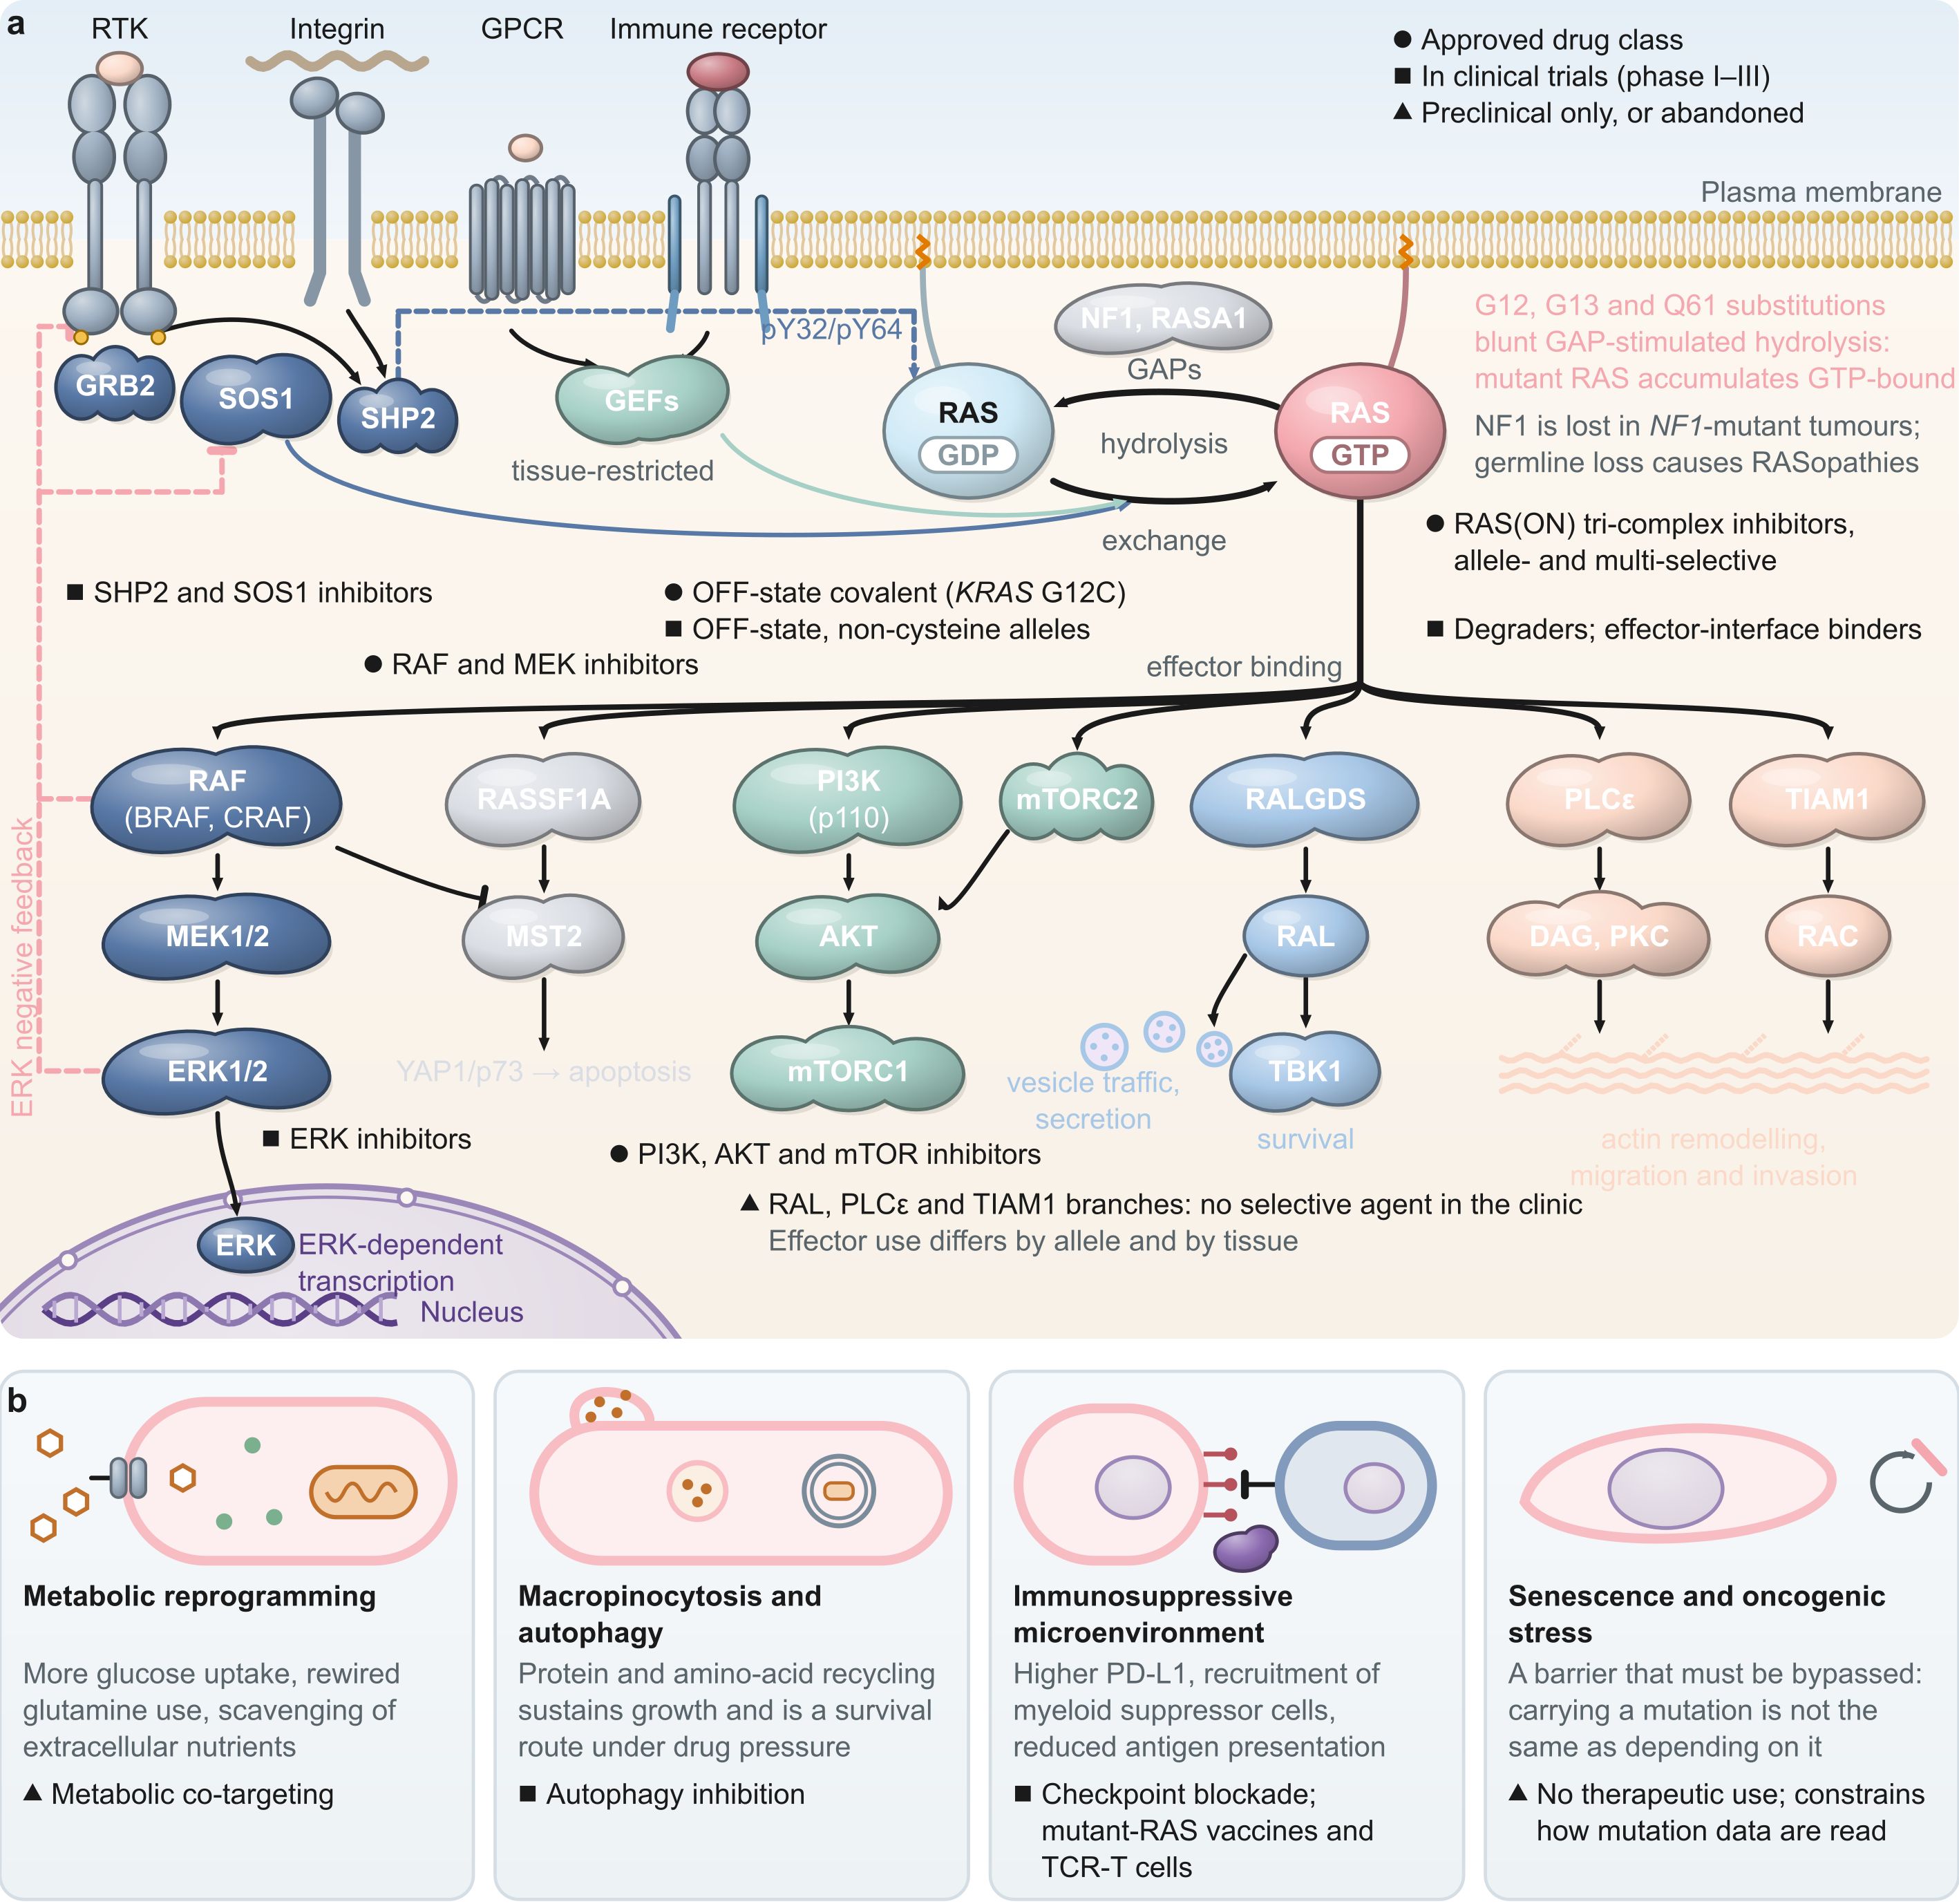 a
RTK
Integrin
GPCR
Immune receptor
● Approved drug class
■ In clinical trials (phase I–III)
▲ Preclinical only, or abandoned
Plasma membrane
pY32/pY64
NF1, RASA1
GAPs
G12, G13 and Q61 substitutions
blunt GAP-stimulated hydrolysis:
mutant RAS accumulates GTP-bound
GRB2
SOS1
SHP2
GEFs
tissue-restricted
RAS
GDP
hydrolysis
RAS
GTP
NF1 is lost in NF1-mutant tumours;
germline loss causes RASopathies
exchange
● RAS(ON) tri-complex inhibitors,
allele- and multi-selective
■ SHP2 and SOS1 inhibitors
● OFF-state covalent (KRAS G12C)
■ OFF-state, non-cysteine alleles
■ Degraders; effector-interface binders
● RAF and MEK inhibitors
effector binding
RAF
(BRAF, CRAF)
RASSF1A
PI3K
(p110)
mTORC2
RALGDS
PLCε
TIAM1
ERK negative feedback
MEK1/2
MST2
AKT
RAL
DAG, PKC
RAC
ERK1/2
YAP1/p73 → apoptosis
mTORC1
vesicle traffic,
secretion
TBK1
survival
actin remodelling,
migration and invasion
■ ERK inhibitors
● PI3K, AKT and mTOR inhibitors
▲ RAL, PLCε and TIAM1 branches: no selective agent in the clinic
Effector use differs by allele and by tissue
ERK
ERK-dependent
transcription
Nucleus
b
Metabolic reprogramming
More glucose uptake, rewired
glutamine use, scavenging of
extracellular nutrients
▲ Metabolic co-targeting
Macropinocytosis and
autophagy
Protein and amino-acid recycling
sustains growth and is a survival
route under drug pressure
■ Autophagy inhibition
Immunosuppressive
microenvironment
Higher PD-L1, recruitment of
myeloid suppressor cells,
reduced antigen presentation
■ Checkpoint blockade;
mutant-RAS vaccines and
TCR-T cells
Senescence and oncogenic
stress
A barrier that must be bypassed:
carrying a mutation is not the
same as depending on it
▲ No therapeutic use; constrains
how mutation data are read